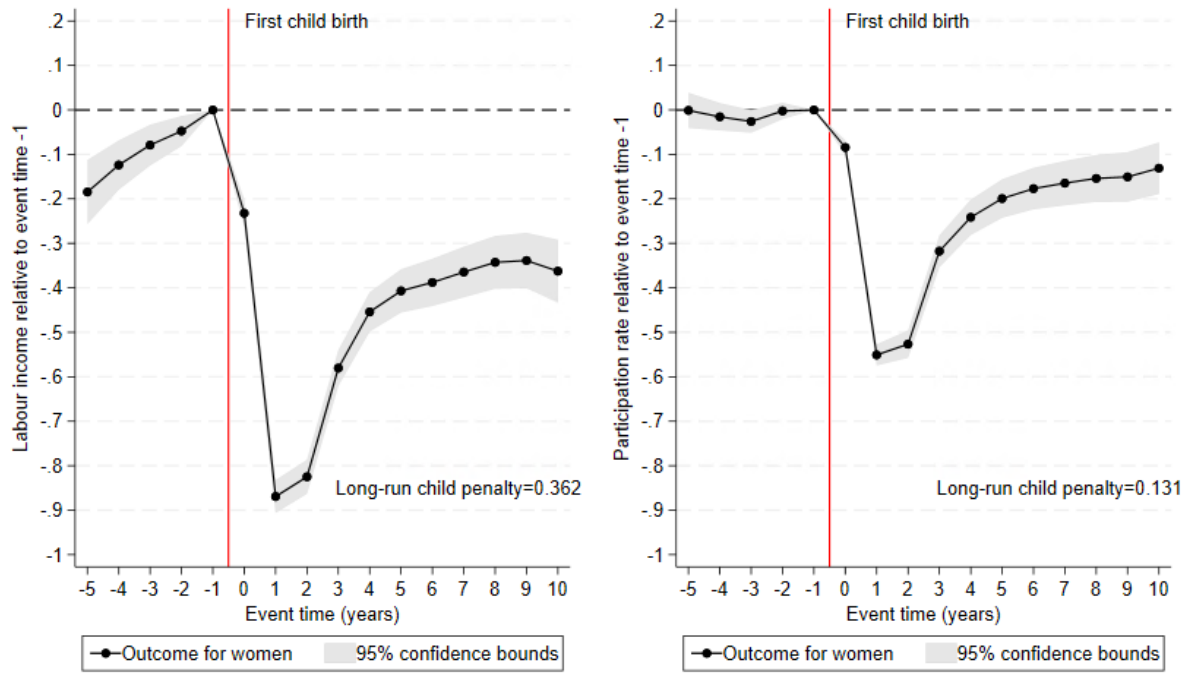 First child birth
.2
.1
0
-.1
-.2
-.3
-.4
-.5
-.6
-.7
-.8
-.9
-1
Labour income relative to event time -1
Long-run child penalty=0.362
-5 -4 -3 -2 -1 0 1 2 3 4 5 6 7 8 9 10
Event time (years)
Outcome for women 95% confidence bounds
First child birth
.2
.1
0
-.1
-.2
-.3
-.4
-.5
-.6
-.7
-.8
-.9
-1
Participation rate relative to event time -1
Long-run child penalty=0.131
-5 -4 -3 -2 -1 0 1 2 3 4 5 6 7 8 9 10
Event time (years)
Outcome for women 95% confidence bounds